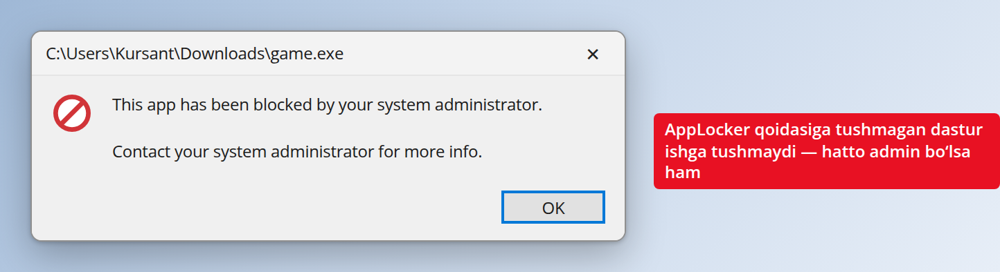 C:\Users\Kursant\Downloads\game.exe
This app has been blocked by your system administrator.
Contact your system administrator for more info.
OK
AppLocker qoidasiga tushmagan dastur
ishga tushmaydi — hatto admin bo‘lsa
ham